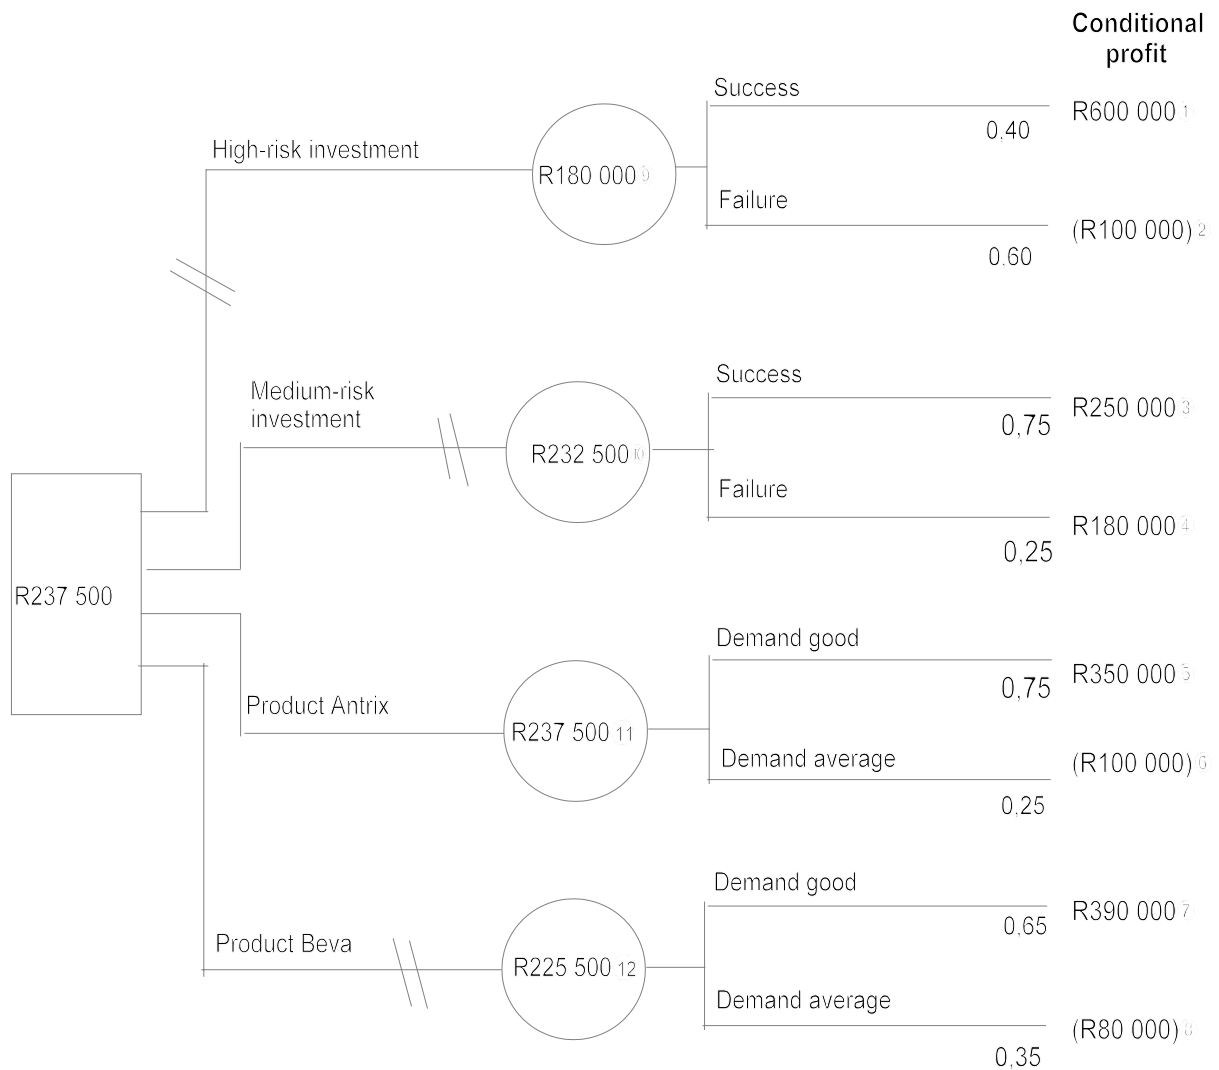 Conditional
profit
Success
R600 000 1
0,40
High-risk investment
R180 000 9
Failure
(R100 000) 2
0,60
Success
Medium-risk
investment
R250 000 3
0,75
R232 500 10
Failure
R180 000 4
0,25
R237 500
Demand good
R350 000 5
0,75
Product Antrix
R237 500 11
Demand average
(R100 000) 6
0,25
Demand good
R390 000 7
0,65
Product Beva
R225 500 12
Demand average
(R80 000) 8
0,35